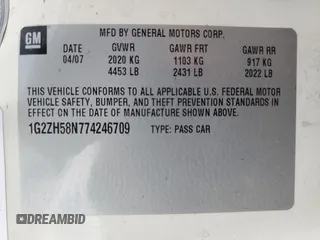 GM
MFD BY GENERAL MOTORS CORP
DATE GVWR GAWR FRT GAWR RR
04/07 2020 KG 1103 KG 917 KG
4453 LB 2431 LB 2022 LB
THIS VEHICLE CONFORMS TO ALL APPLICABLE U.S. FEDERAL MOTOR
VEHICLE SAFETY, BUMPER, AND THEFT PREVENTION STANDARDS IN
EFFECT ON THE DATE OF MANUFACTURE SHOWN ABOVE
1G2ZH58N774246709 TYPE: PASS CAR
DREAMBID